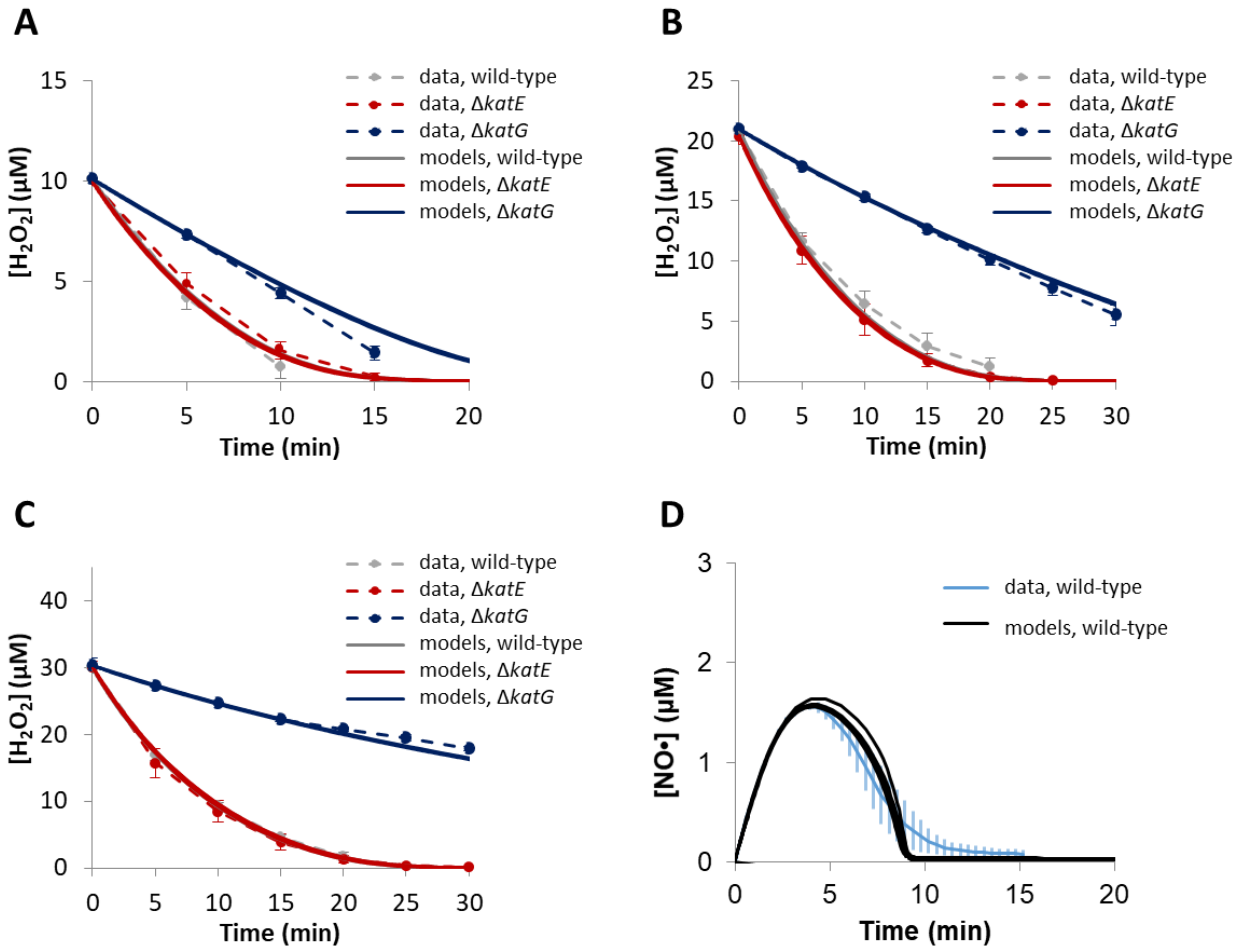 A
[H₂O₂] (µM)
15
10
5
0
0 5 10 15 20
Time (min)
data, wild-type
data, ΔkatE
data, ΔkatG
models, wild-type
models, ΔkatE
models, ΔkatG
B
[H₂O₂] (µM)
25
20
15
10
5
0
0 5 10 15 20 25 30
Time (min)
data, wild-type
data, ΔkatE
data, ΔkatG
models, wild-type
models, ΔkatE
models, ΔkatG
C
[H₂O₂] (µM)
40
30
20
10
0
0 5 10 15 20 25 30
Time (min)
data, wild-type
data, ΔkatE
data, ΔkatG
models, wild-type
models, ΔkatE
models, ΔkatG
D
[NO•] (µM)
3
2
1
0
0 5 10 15 20
Time (min)
data, wild-type
models, wild-type